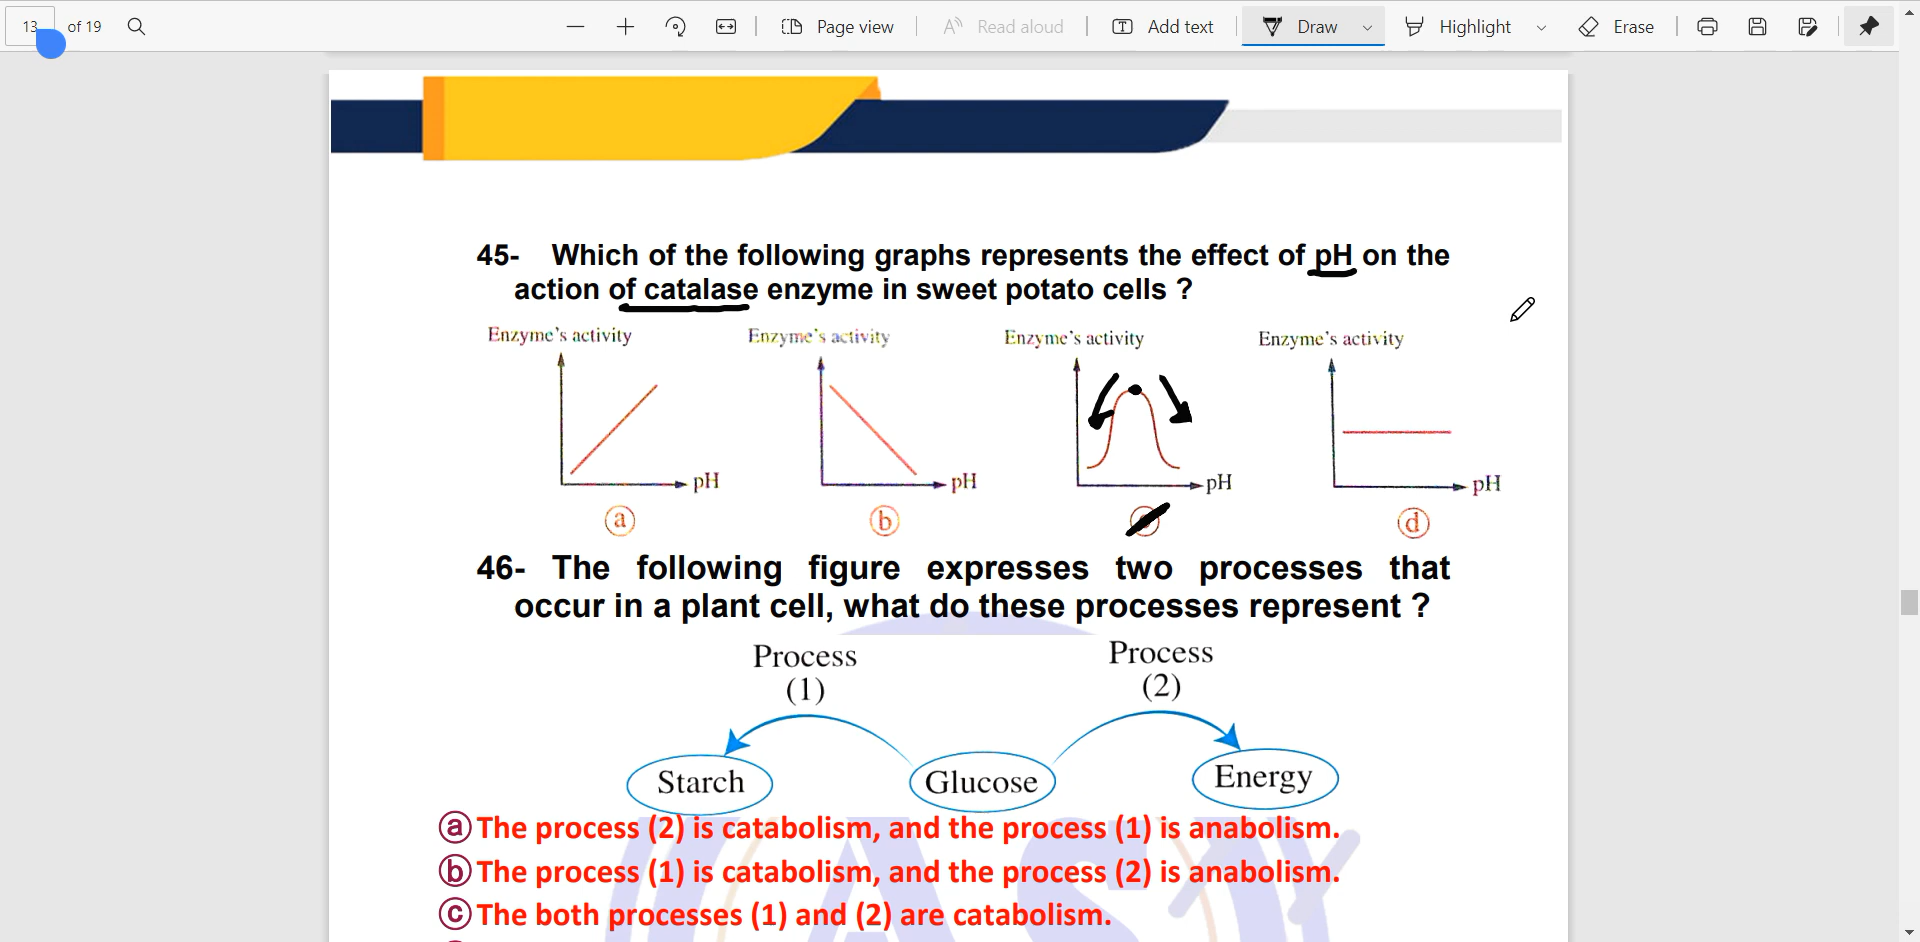 13 of 19
Page view
Read aloud
Add text
Draw
Highlight
Erase
45- Which of the following graphs represents the effect of pH on the
action of catalase enzyme in sweet potato cells ?
Enzyme's activity
Enzyme's activity
Enzyme's activity
Enzyme's activity
pH
pH
pH
pH
a
b
d
46- The following figure expresses two processes that
occur in a plant cell, what do these processes represent ?
Process
(1)
Process
(2)
Starch
Glucose
Energy
a The process (2) is catabolism, and the process (1) is anabolism.
b The process (1) is catabolism, and the process (2) is anabolism.
c The both processes (1) and (2) are catabolism.